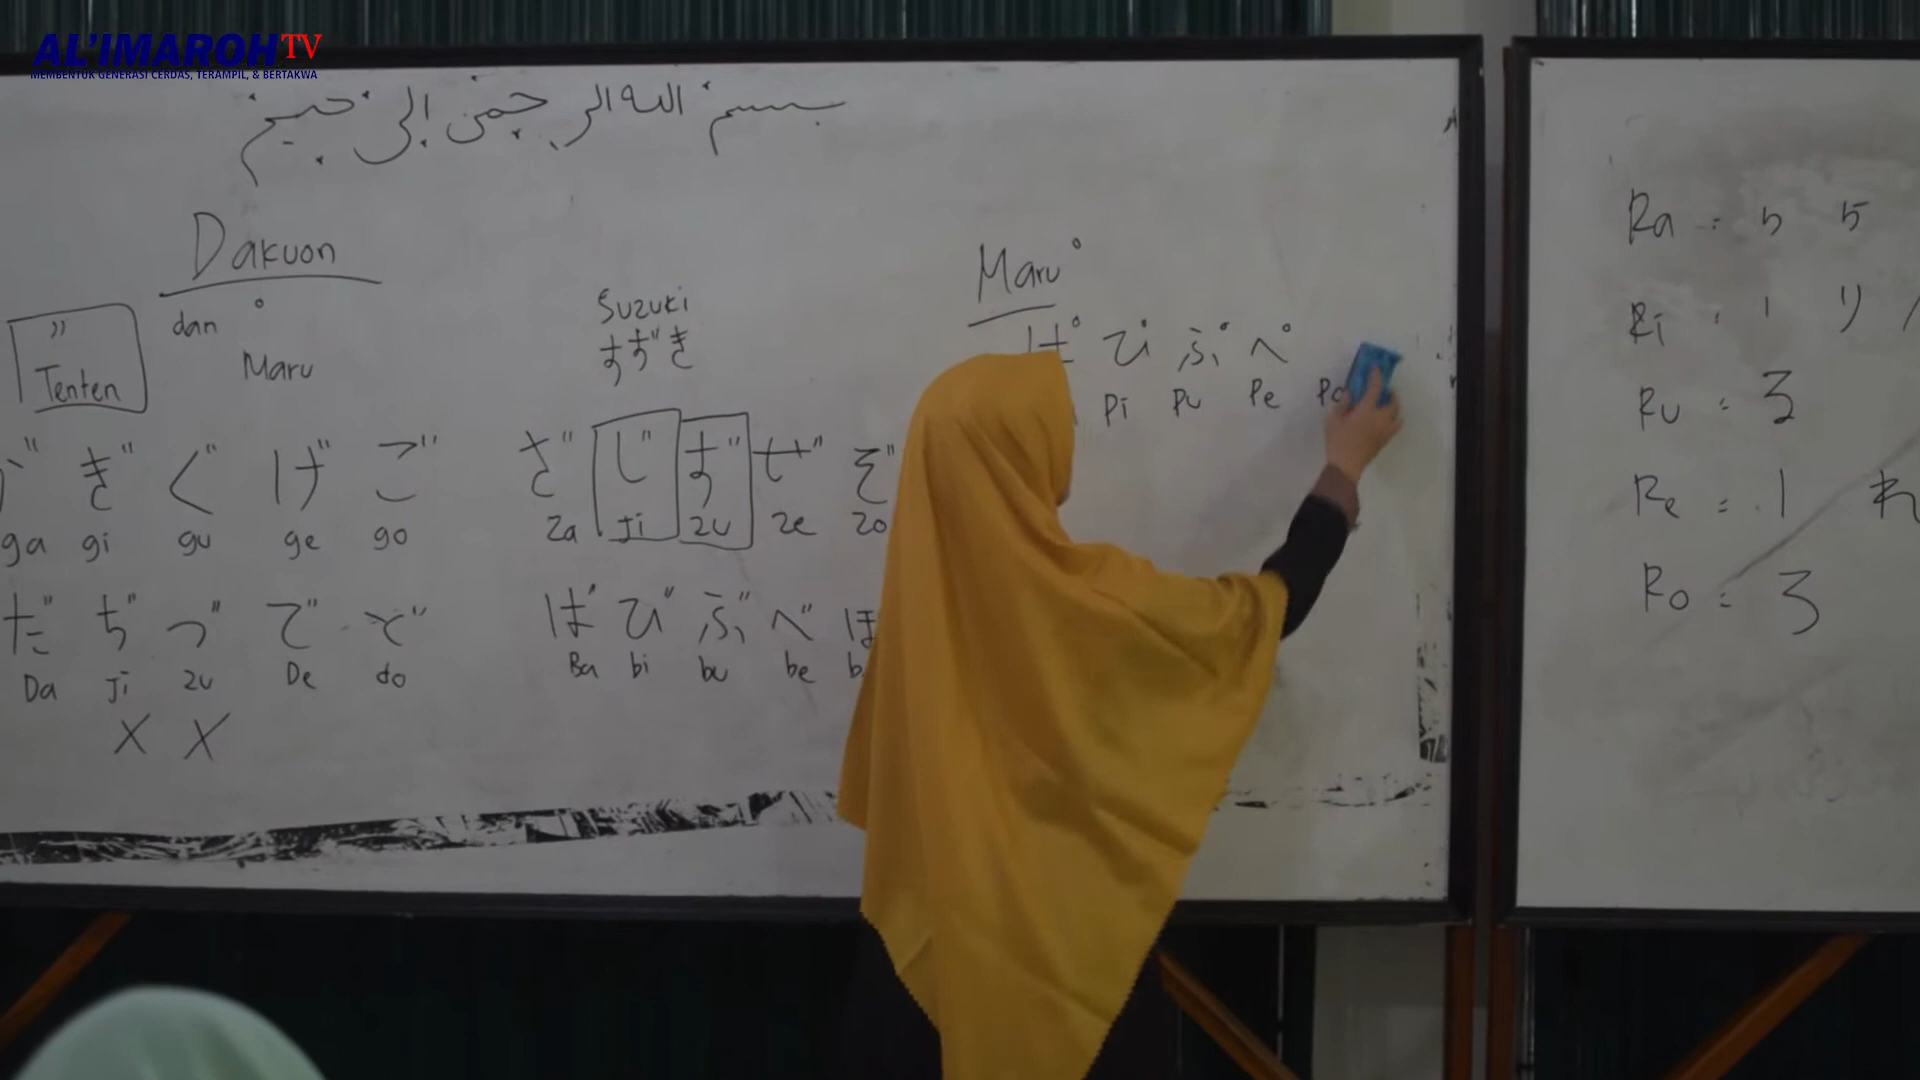 AL'IMAROH TV
MEMBENTUK GENERASI CERDAS, TERAMPIL, & BERTAKWA
بسم الله الرحمن الرحيم
Dakuon
" dan °
Tenten Maru
Suzuki
すずき
Maru °
ぱ ぴ ぷ ぺ
Pi Pu Pe Po
が ぎ ぐ げ ご
ga gi gu ge go
ざ じ ず ぜ ぞ
Za Ji zu ze zo
だ ぢ づ で ど
Da Ji zu De do
X X
ば び ぶ べ ぼ
Ba bi bu be b
Ra = ら
Ri = り
Ru = る
Re = れ
Ro = ろ